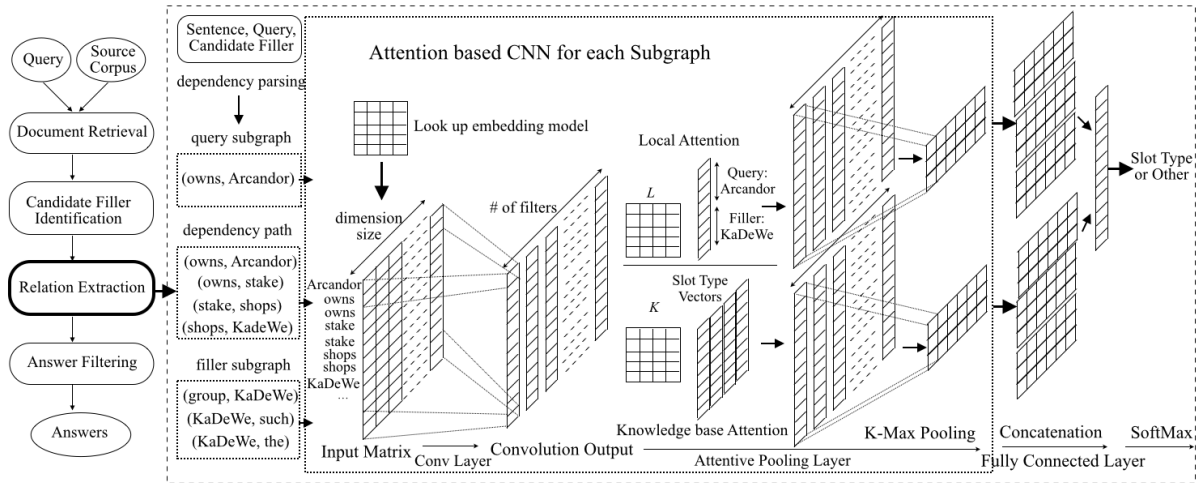 Query
Source
Corpus
Document Retrieval
Candidate Filler
Identification
Relation Extraction
Answer Filtering
Answers
Sentence, Query,
Candidate Filler
dependency parsing
query subgraph
(owns, Arcandor)
dependency path
(owns, Arcandor)
(owns, stake)
(stake, shops)
(shops, KadeWe)
filler subgraph
(group, KaDeWe)
(KaDeWe, such)
(KaDeWe, the)
Attention based CNN for each Subgraph
Look up embedding model
dimension
size
# of filters
Arcandor
owns
owns
stake
stake
shops
shops
KaDeWe
...
Input Matrix
Conv Layer
Convolution Output
Local Attention
L
Query:
Arcandor
Filler:
KaDeWe
Slot Type
Vectors
K
Knowledge base Attention
Attentive Pooling Layer
K-Max Pooling
Concatenation
Fully Connected Layer
SoftMax
Slot Type
or Other